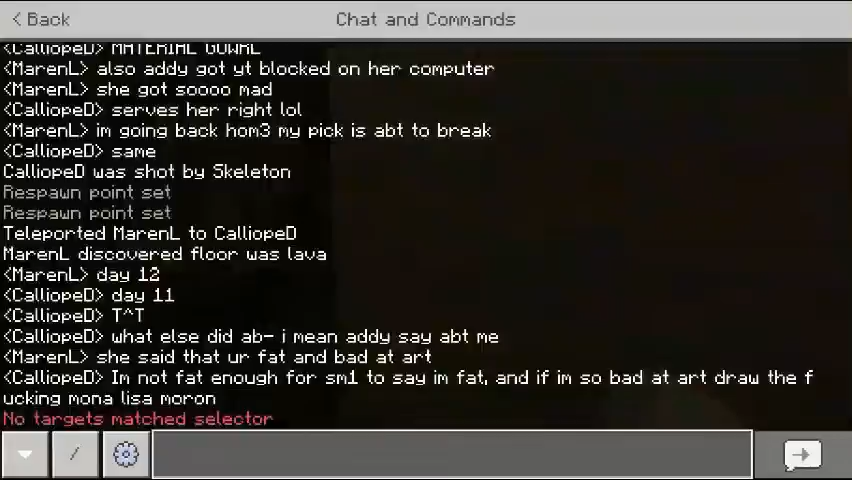 < Back
Chat and Commands
<CalliopeD> MATERIAL GOWRL
<MarenL> also addy got yt blocked on her computer
<MarenL> she got soooo mad
<CalliopeD> serves her right lol
<MarenL> im going back hom3 my pick is abt to break
<CalliopeD> same
CalliopeD was shot by Skeleton
Respawn point set
Respawn point set
Teleported MarenL to CalliopeD
MarenL discovered floor was lava
<MarenL> day 12
<CalliopeD> day 11
<CalliopeD> T^T
<CalliopeD> what else did ab- i mean addy say abt me
<MarenL> she said that ur fat and bad at art
<CalliopeD> Im not fat enough for sm1 to say im fat, and if im so bad at art draw the f
ucking mona lisa moron
No targets matched selector
/